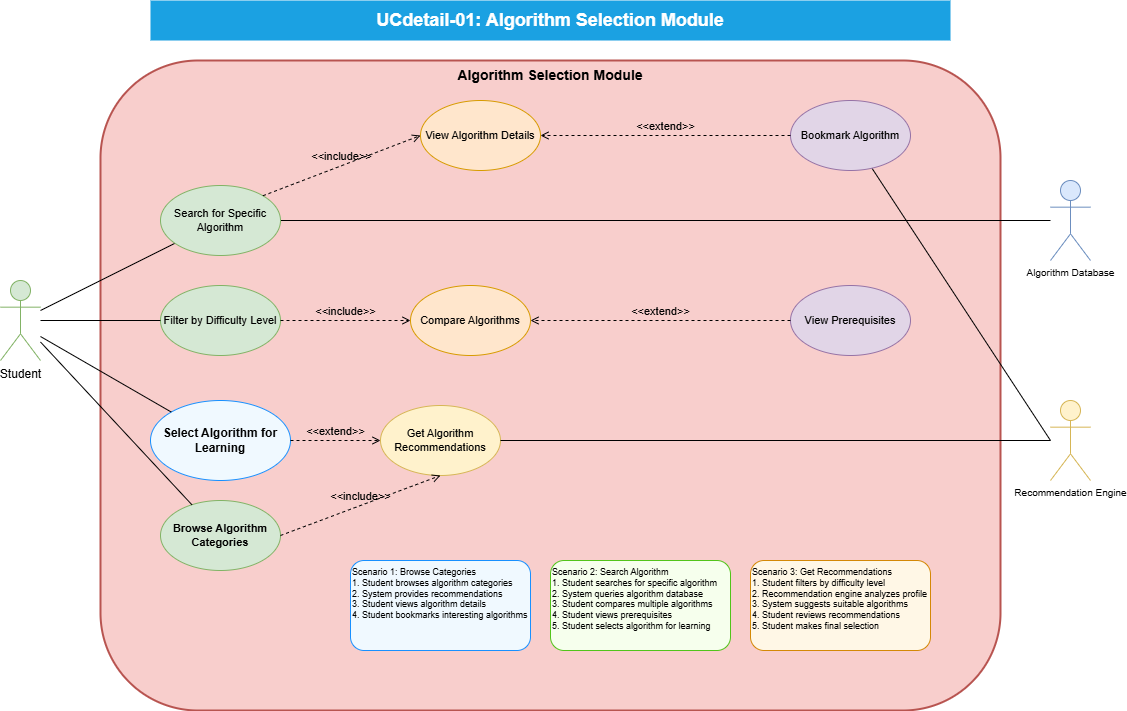 UCdetail-01: Algorithm Selection Module
Algorithm Selection Module
View Algorithm Details
<<extend>>
Bookmark Algorithm
<<include>>
Search for Specific
Algorithm
Algorithm Database
Filter by Difficulty Level
<<include>>
Compare Algorithms
<<extend>>
View Prerequisites
Student
Select Algorithm for
Learning
<<extend>>
Get Algorithm
Recommendations
Recommendation Engine
<<include>>
Browse Algorithm
Categories
Scenario 1: Browse Categories
1. Student browses algorithm categories
2. System provides recommendations
3. Student views algorithm details
4. Student bookmarks interesting algorithms
Scenario 2: Search Algorithm
1. Student searches for specific algorithm
2. System queries algorithm database
3. Student compares multiple algorithms
4. Student views prerequisites
5. Student selects algorithm for learning
Scenario 3: Get Recommendations
1. Student filters by difficulty level
2. Recommendation engine analyzes profile
3. System suggests suitable algorithms
4. Student reviews recommendations
5. Student makes final selection